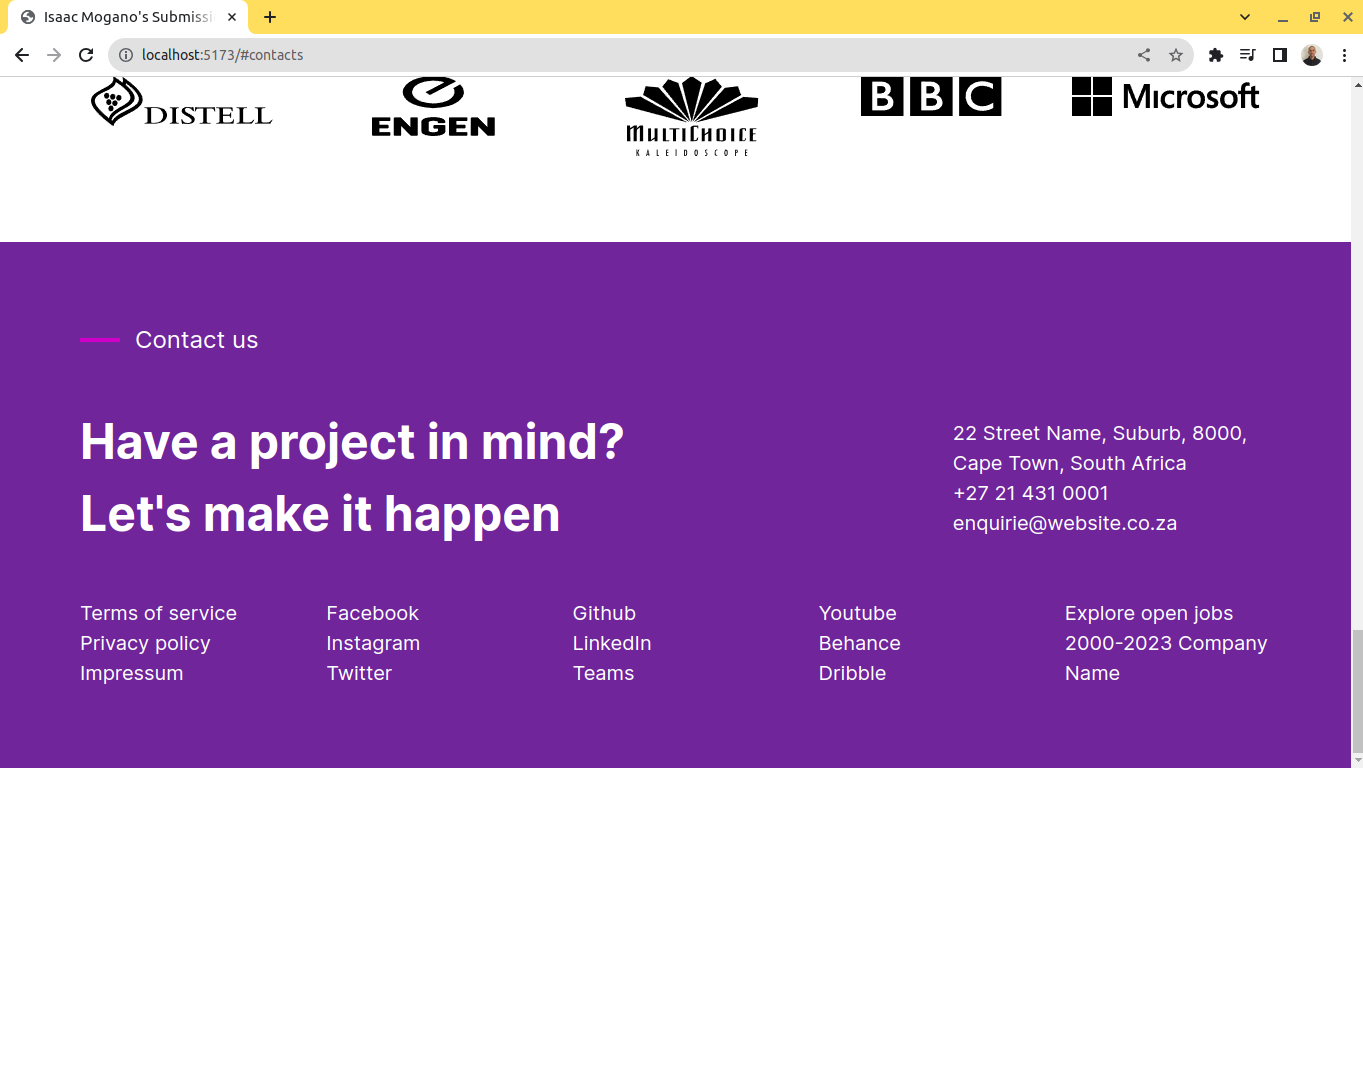 Isaac Mogano's Submissi
localhost:5173/#contacts
DISTELL
ENGEN
MULTICHOICE
KALEIDOSCOPE
BBC
Microsoft
Contact us
Have a project in mind?
Let's make it happen
22 Street Name, Suburb, 8000,
Cape Town, South Africa
+27 21 431 0001
enquirie@website.co.za
Terms of service
Privacy policy
Impressum
Facebook
Instagram
Twitter
Github
LinkedIn
Teams
Youtube
Behance
Dribble
Explore open jobs
2000-2023 Company
Name